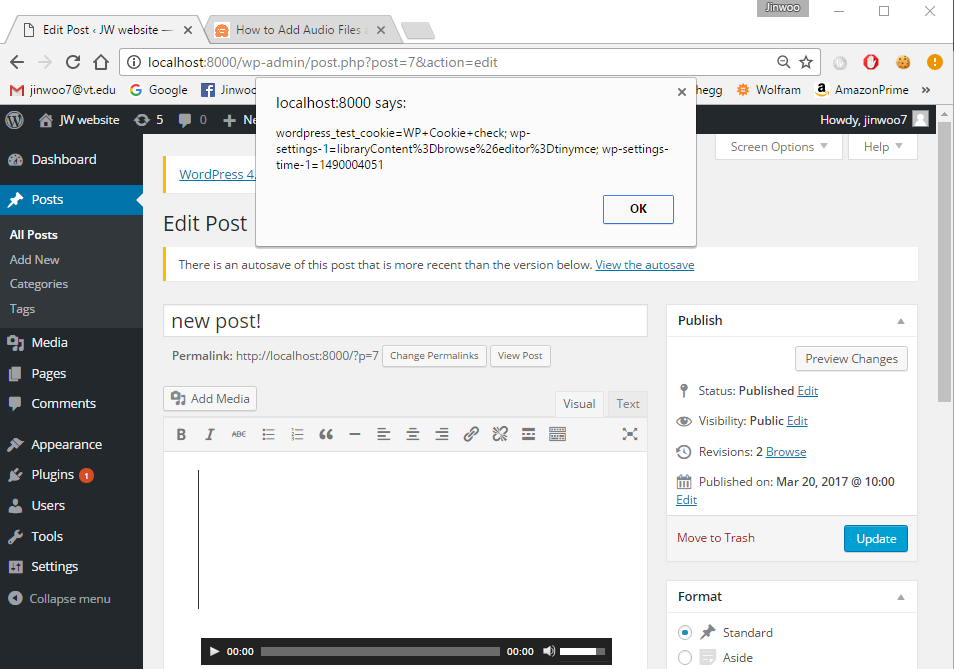 Jinwoo
Edit Post ‹ JW website —
How to Add Audio Files a
localhost:8000/wp-admin/post.php?post=7&action=edit
jinwoo7@vt.edu
Google
Jinwoo
hegg
Wolfram
AmazonPrime
»
localhost:8000 says:
wordpress_test_cookie=WP+Cookie+check; wp-
settings-1=libraryContent%3Dbrowse%26editor%3Dtinymce; wp-settings-
time-1=1490004051
OK
JW website
5
0
Ne
Howdy, jinwoo7
Screen Options
Help
Dashboard
Posts
All Posts
Add New
Categories
Tags
Media
Pages
Comments
Appearance
Plugins 1
Users
Tools
Settings
Collapse menu
WordPress 4.
Edit Post
There is an autosave of this post that is more recent than the version below. View the autosave
new post!
Permalink: http://localhost:8000/?p=7 Change Permalinks View Post
Add Media
Visual Text
B I ABC
00:00 00:00
Publish
Preview Changes
Status: Published Edit
Visibility: Public Edit
Revisions: 2 Browse
Published on: Mar 20, 2017 @ 10:00
Edit
Move to Trash
Update
Format
Standard
Aside